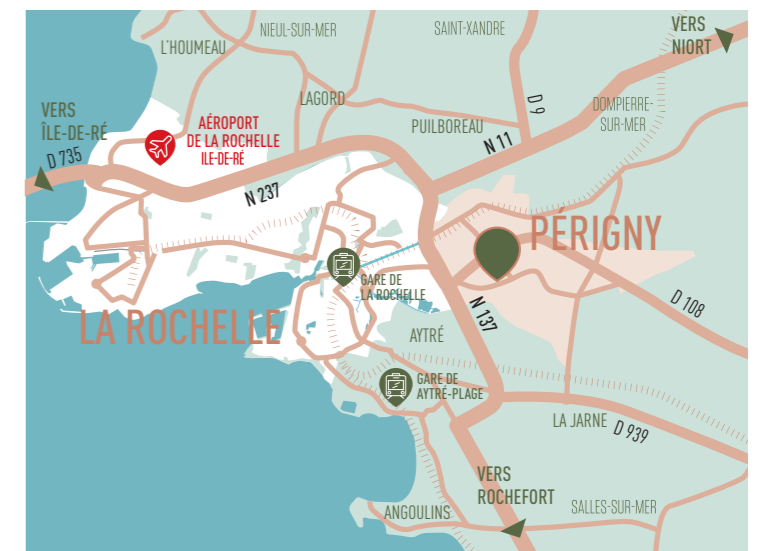 NIEUL-SUR-MER
SAINT-XANDRE
VERS
NIORT
L'HOUMEAU
LAGORD
D 9
DOMPIERRE-
SUR-MER
VERS
ÎLE-DE-RÉ
D 735
AÉROPORT
DE LA ROCHELLE
ILE-DE-RÉ
PUILBOREAU
N 11
N 237
PÉRIGNY
GARE DE
LA ROCHELLE
D 108
LA ROCHELLE
N 137
AYTRÉ
GARE DE
AYTRÉ-PLAGE
LA JARNE
D 939
VERS
ROCHEFORT
ANGOULINS
SALLES-SUR-MER